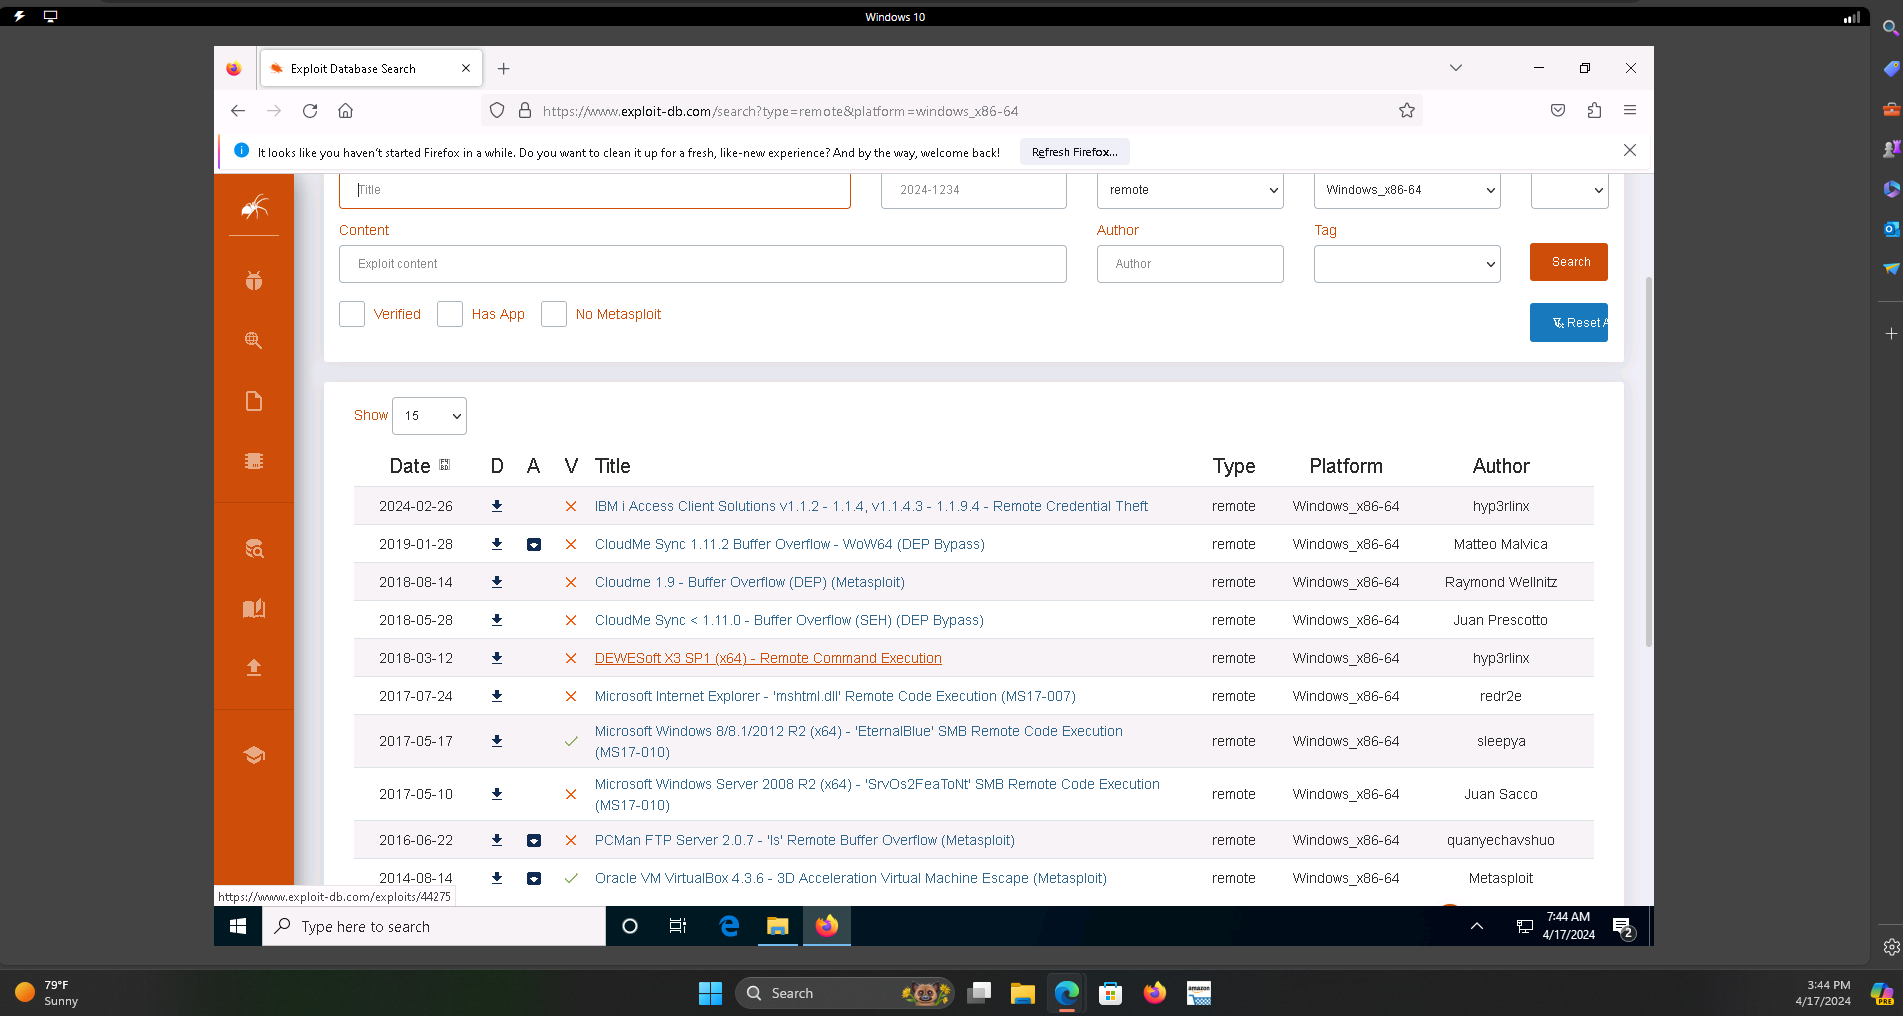 Windows 10
Exploit Database Search
https://www.exploit-db.com/search?type=remote&platform=windows_x86-64
It looks like you haven't started Firefox in a while. Do you want to clean it up for a fresh, like-new experience? And by the way, welcome back! Refresh Firefox...
Title 2024-1234 remote Windows_x86-64
Content Author Tag
Exploit content Author Search
Verified Has App No Metasploit Reset A
Show 15
Date D A V Title Type Platform Author
2024-02-26 IBM i Access Client Solutions v1.1.2 - 1.1.4, v1.1.4.3 - 1.1.9.4 - Remote Credential Theft remote Windows_x86-64 hyp3rlinx
2019-01-28 CloudMe Sync 1.11.2 Buffer Overflow - WoW64 (DEP Bypass) remote Windows_x86-64 Matteo Malvica
2018-08-14 Cloudme 1.9 - Buffer Overflow (DEP) (Metasploit) remote Windows_x86-64 Raymond Wellnitz
2018-05-28 CloudMe Sync < 1.11.0 - Buffer Overflow (SEH) (DEP Bypass) remote Windows_x86-64 Juan Prescotto
2018-03-12 DEWESoft X3 SP1 (x64) - Remote Command Execution remote Windows_x86-64 hyp3rlinx
2017-07-24 Microsoft Internet Explorer - 'mshtml.dll' Remote Code Execution (MS17-007) remote Windows_x86-64 redr2e
2017-05-17 Microsoft Windows 8/8.1/2012 R2 (x64) - 'EternalBlue' SMB Remote Code Execution remote Windows_x86-64 sleepya
(MS17-010)
2017-05-10 Microsoft Windows Server 2008 R2 (x64) - 'SrvOs2FeaToNt' SMB Remote Code Execution remote Windows_x86-64 Juan Sacco
(MS17-010)
2016-06-22 PCMan FTP Server 2.0.7 - 'ls' Remote Buffer Overflow (Metasploit) remote Windows_x86-64 quanyechavshuo
2014-08-14 Oracle VM VirtualBox 4.3.6 - 3D Acceleration Virtual Machine Escape (Metasploit) remote Windows_x86-64 Metasploit
https://www.exploit-db.com/exploits/44275
Type here to search
7:44 AM
4/17/2024
2
79°F
Sunny
Search
amazon
3:44 PM
4/17/2024
PRE